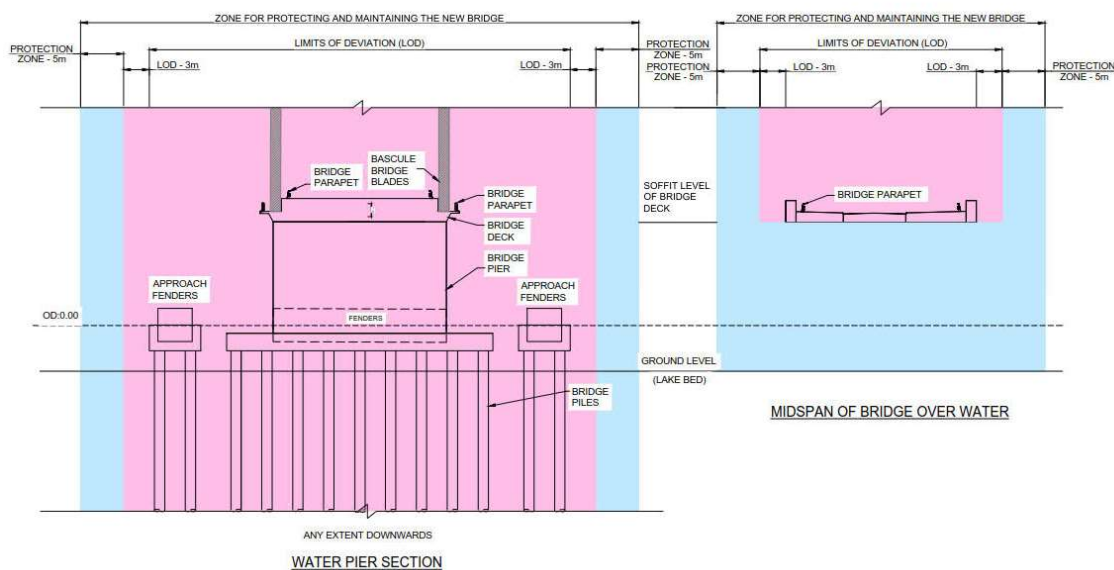 ZONE FOR PROTECTING AND MAINTAINING THE NEW BRIDGE
LIMITS OF DEVIATION (LOD)
PROTECTION
ZONE - 5m
LOD - 3m
LOD - 3m
PROTECTION
ZONE - 5m
BRIDGE
PARAPET
BASCULE
BRIDGE
BLADES
BRIDGE
PARAPET
BRIDGE
DECK
BRIDGE
PIER
APPROACH
FENDERS
APPROACH
FENDERS
OD:0.00
FENDERS
BRIDGE
PILES
ANY EXTENT DOWNWARDS
WATER PIER SECTION
ZONE FOR PROTECTING AND MAINTAINING THE NEW BRIDGE
LIMITS OF DEVIATION (LOD)
PROTECTION
ZONE - 5m
LOD - 3m
LOD - 3m
PROTECTION
ZONE - 5m
SOFFIT LEVEL
OF BRIDGE
DECK
BRIDGE PARAPET
GROUND LEVEL
(LAKE BED)
MIDSPAN OF BRIDGE OVER WATER